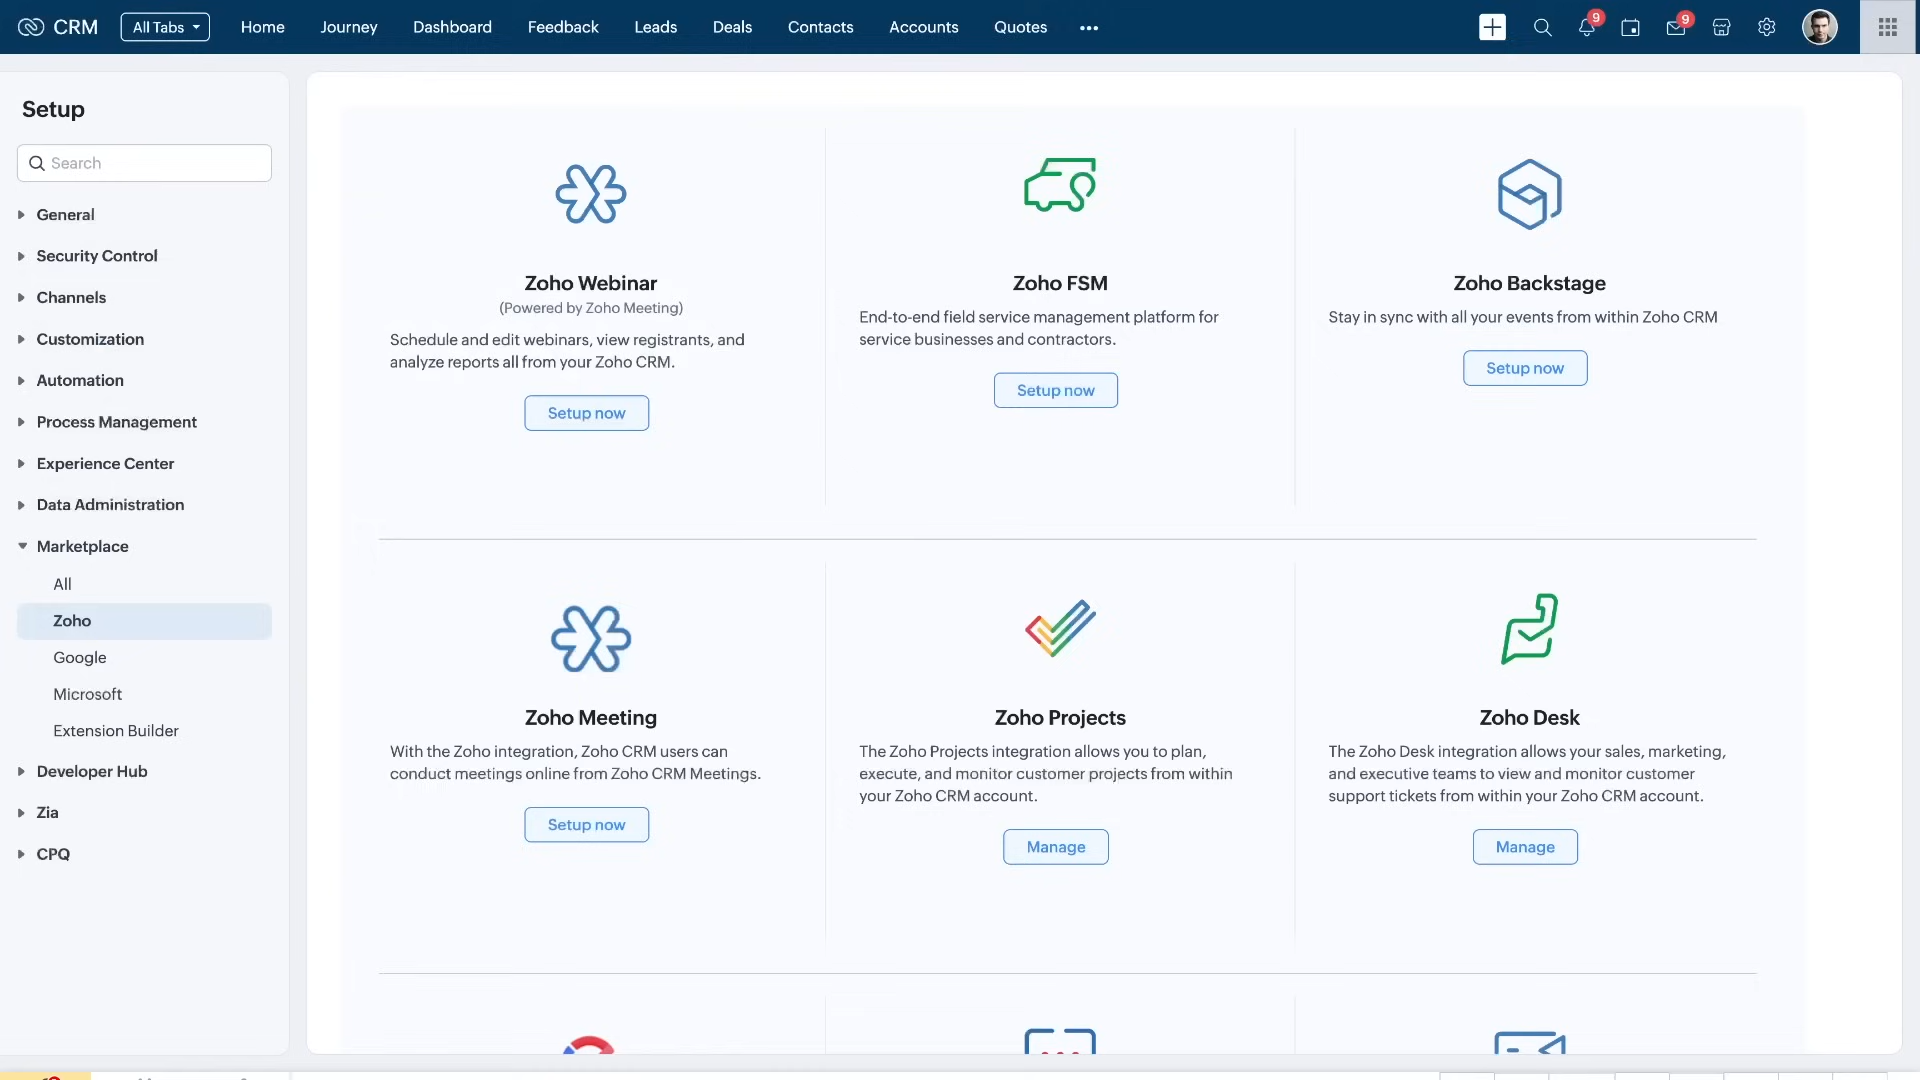 CRM
All Tabs
Home
Journey
Dashboard
Feedback
Leads
Deals
Contacts
Accounts
Quotes
9
9
Setup
Search
General
Security Control
Channels
Customization
Automation
Process Management
Experience Center
Data Administration
Marketplace
All
Zoho
Google
Microsoft
Extension Builder
Developer Hub
Zia
CPQ
Zoho Webinar
(Powered by Zoho Meeting)
Schedule and edit webinars, view registrants, and
analyze reports all from your Zoho CRM.
Setup now
Zoho FSM
End-to-end field service management platform for
service businesses and contractors.
Setup now
Zoho Backstage
Stay in sync with all your events from within Zoho CRM
Setup now
Zoho Meeting
With the Zoho integration, Zoho CRM users can
conduct meetings online from Zoho CRM Meetings.
Setup now
Zoho Projects
The Zoho Projects integration allows you to plan,
execute, and monitor customer projects from within
your Zoho CRM account.
Manage
Zoho Desk
The Zoho Desk integration allows your sales, marketing,
and executive teams to view and monitor customer
support tickets from within your Zoho CRM account.
Manage